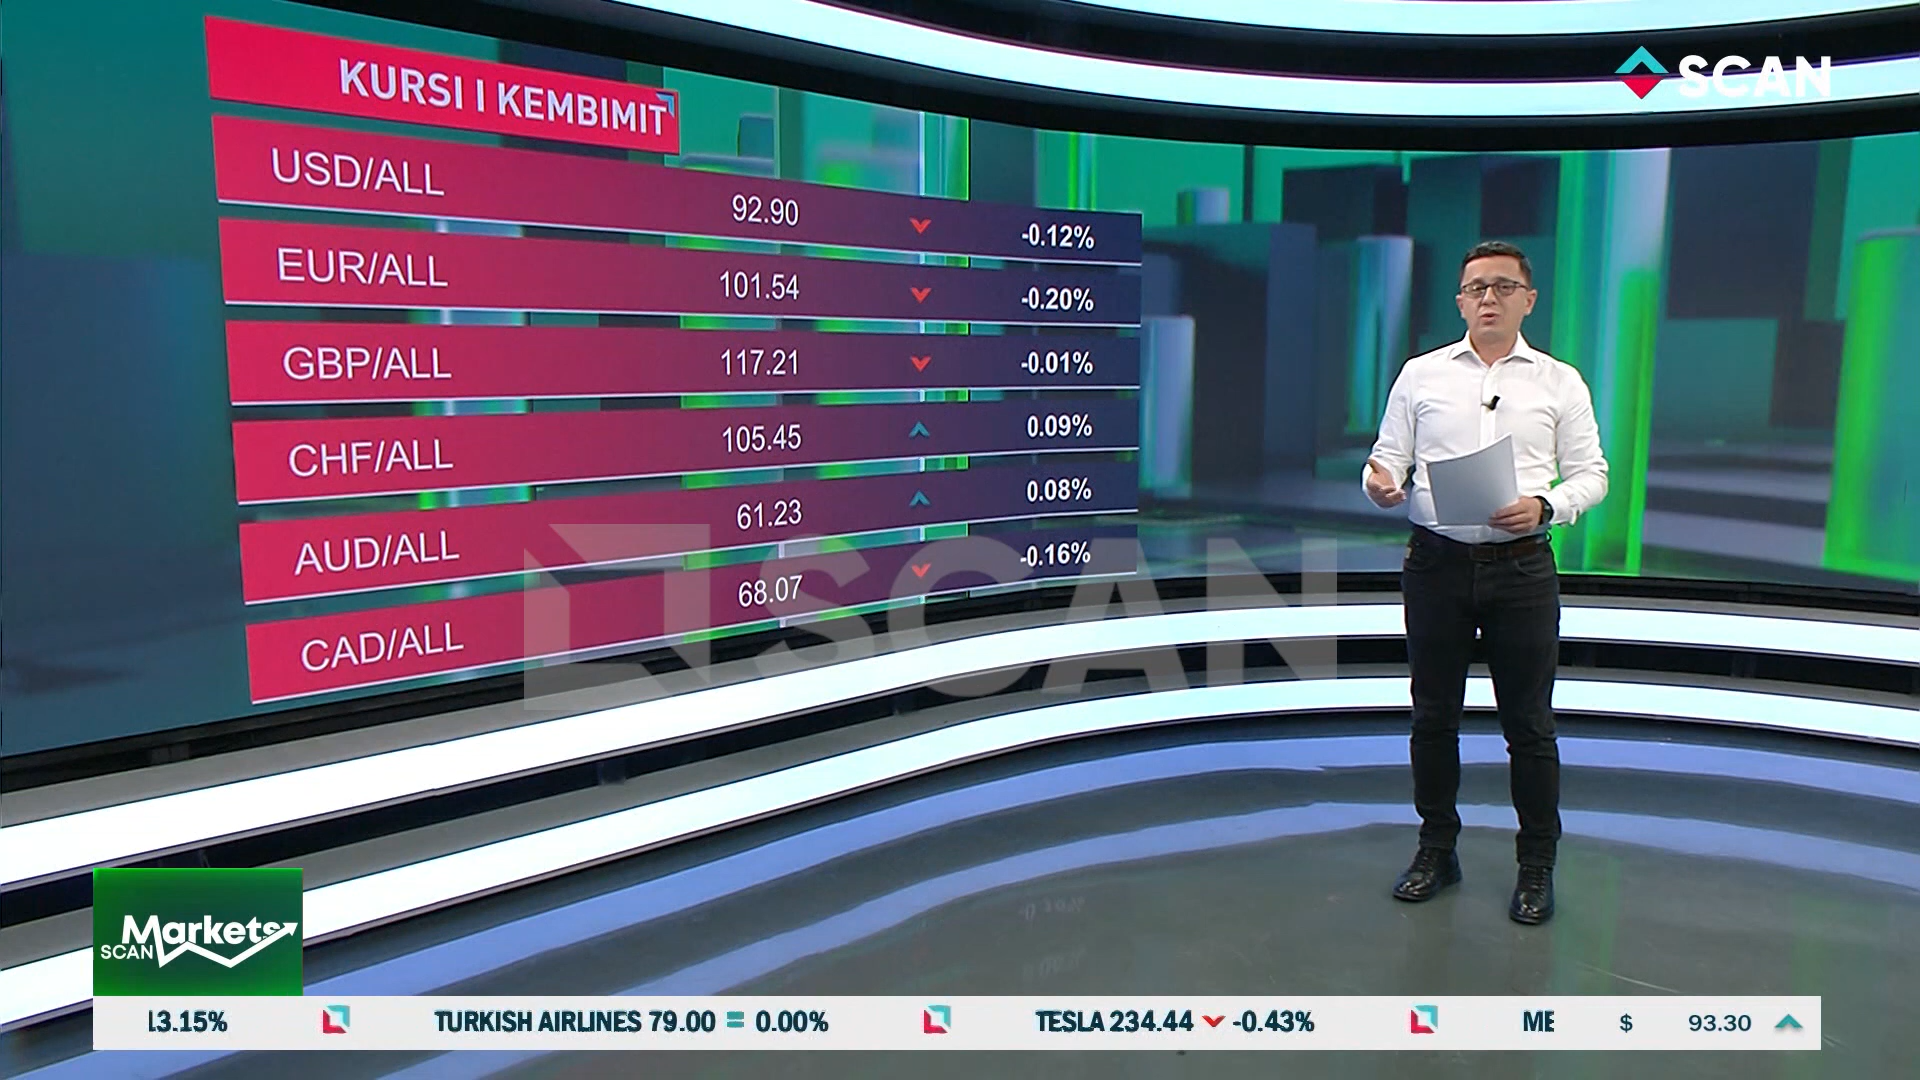 SCAN
KURSI I KEMBIMIT
USD/ALL 92.90 -0.12%
EUR/ALL 101.54 -0.20%
GBP/ALL 117.21 -0.01%
CHF/ALL 105.45 0.09%
AUD/ALL 61.23 0.08%
CAD/ALL 68.07 -0.16%
SCAN
Markets
SCAN
13.15% TURKISH AIRLINES 79.00 = 0.00% TESLA 234.44 -0.43% ME $ 93.30